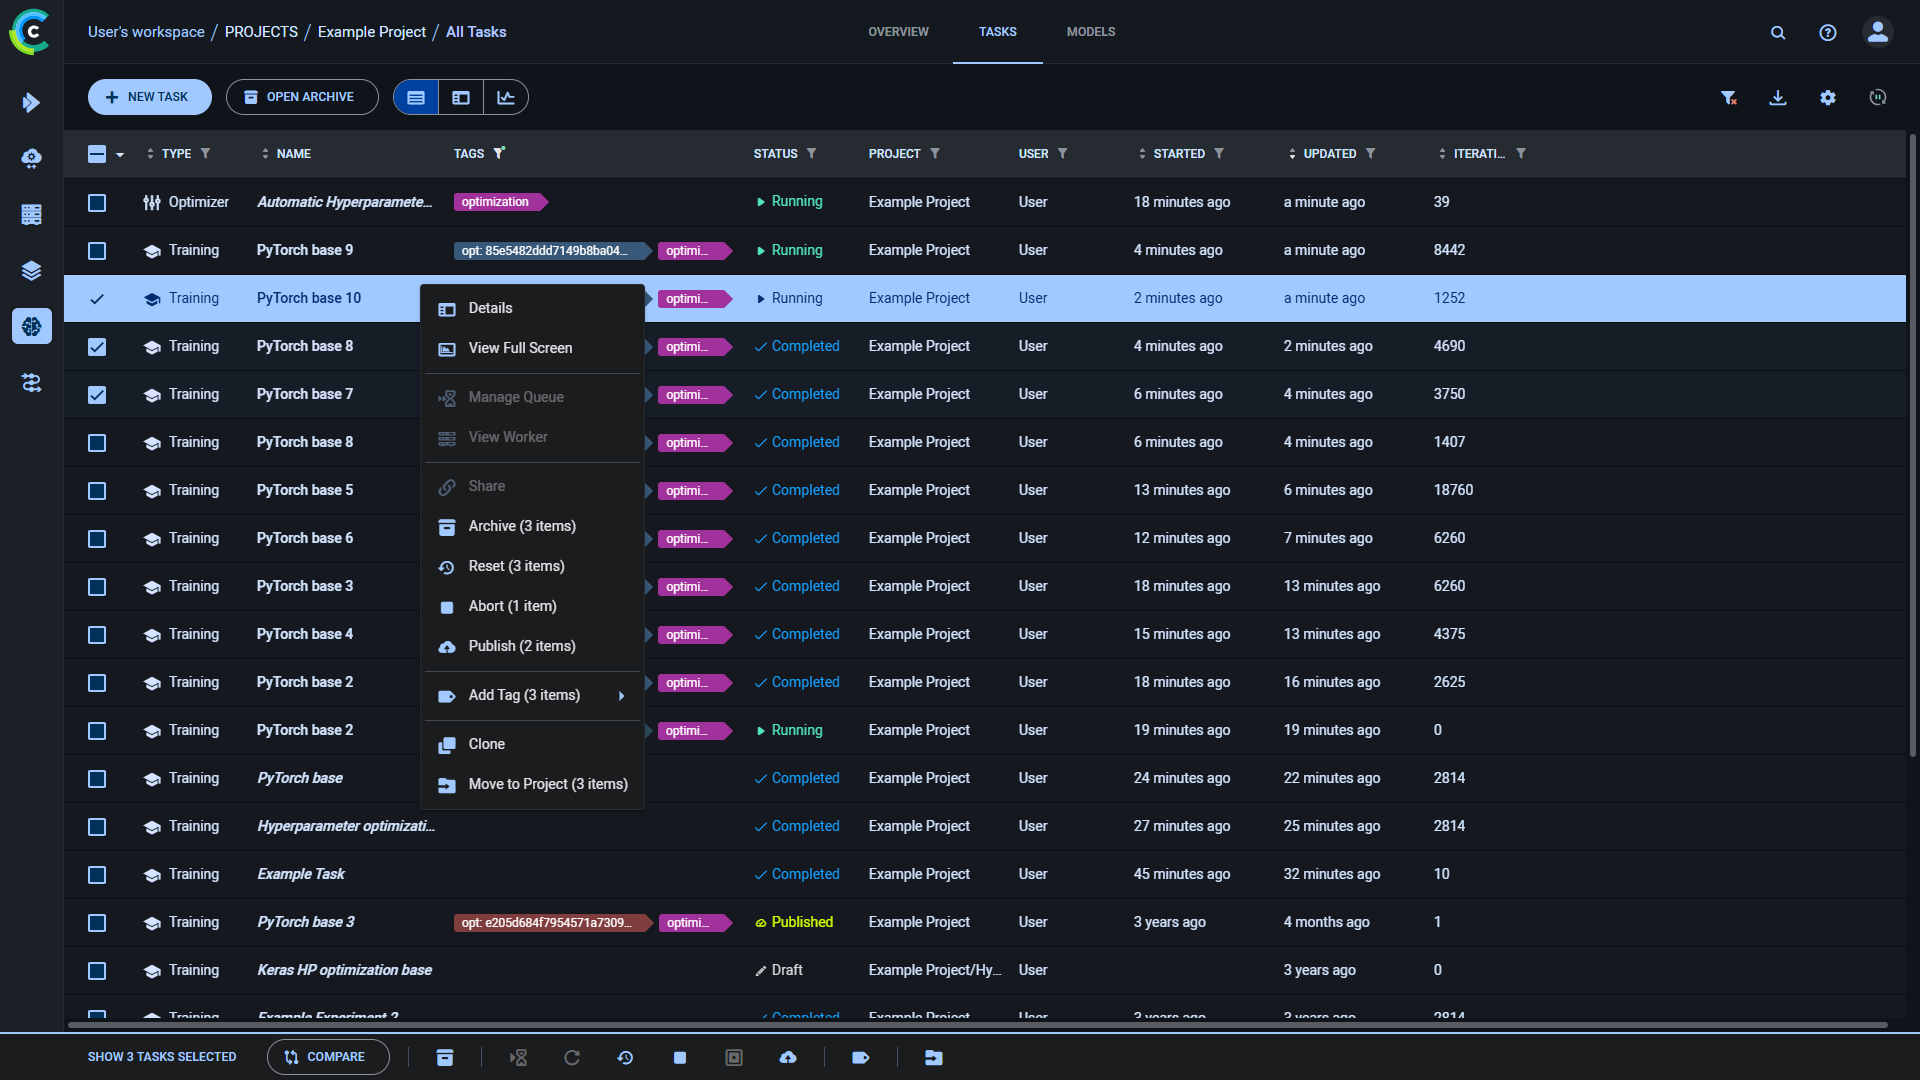 User's workspace / PROJECTS / Example Project / All Tasks
OVERVIEW TASKS MODELS
NEW TASK OPEN ARCHIVE
TYPE NAME TAGS STATUS PROJECT USER STARTED UPDATED ITERATI...
Optimizer Automatic Hyperparamete... optimization Running Example Project User 18 minutes ago a minute ago 39
Training PyTorch base 9 opt: 85e5482ddd7149b8ba04... optimi... Running Example Project User 4 minutes ago a minute ago 8442
Training PyTorch base 10 optimi... Running Example Project User 2 minutes ago a minute ago 1252
Training PyTorch base 8 optimi... Completed Example Project User 4 minutes ago 2 minutes ago 4690
Training PyTorch base 7 optimi... Completed Example Project User 6 minutes ago 4 minutes ago 3750
Training PyTorch base 8 optimi... Completed Example Project User 6 minutes ago 4 minutes ago 1407
Training PyTorch base 5 optimi... Completed Example Project User 13 minutes ago 6 minutes ago 18760
Training PyTorch base 6 optimi... Completed Example Project User 12 minutes ago 7 minutes ago 6260
Training PyTorch base 3 optimi... Completed Example Project User 18 minutes ago 13 minutes ago 6260
Training PyTorch base 4 optimi... Completed Example Project User 15 minutes ago 13 minutes ago 4375
Training PyTorch base 2 optimi... Completed Example Project User 18 minutes ago 16 minutes ago 2625
Training PyTorch base 2 optimi... Running Example Project User 19 minutes ago 19 minutes ago 0
Training PyTorch base Completed Example Project User 24 minutes ago 22 minutes ago 2814
Training Hyperparameter optimizati... Completed Example Project User 27 minutes ago 25 minutes ago 2814
Training Example Task Completed Example Project User 45 minutes ago 32 minutes ago 10
Training PyTorch base 3 opt: e205d684f7954571a7309... optimi... Published Example Project User 3 years ago 4 months ago 1
Training Keras HP optimization base Draft Example Project/Hy... User 3 years ago 0
Training Example Experiment 2 Completed Example Project User 3 years ago 3 years ago 2814
Details
View Full Screen
Manage Queue
View Worker
Share
Archive (3 items)
Reset (3 items)
Abort (1 item)
Publish (2 items)
Add Tag (3 items)
Clone
Move to Project (3 items)
SHOW 3 TASKS SELECTED COMPARE